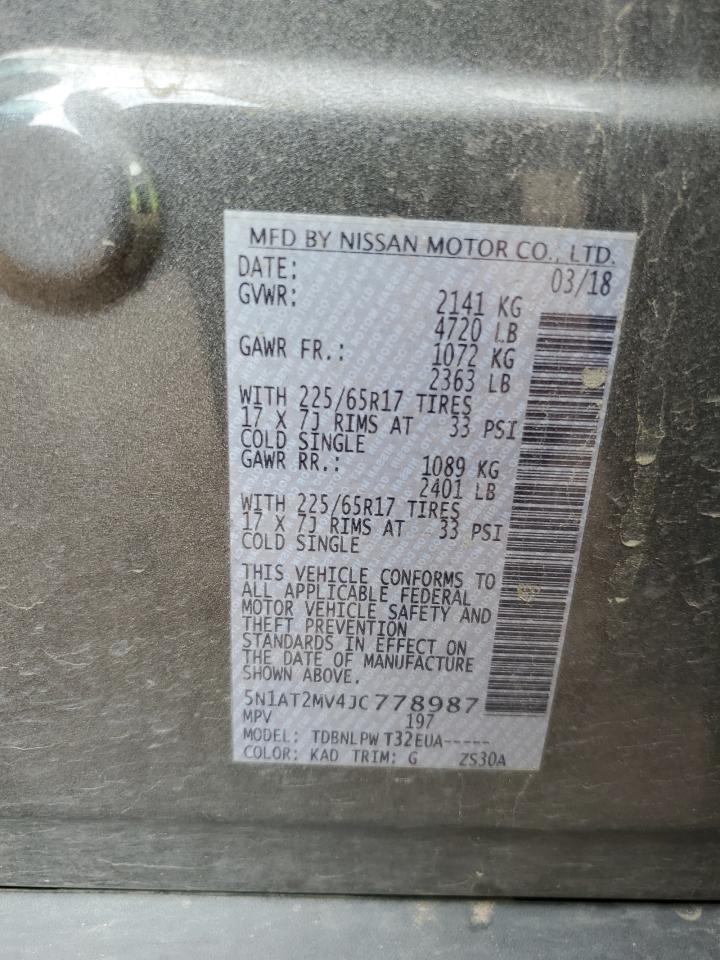 MFD BY NISSAN MOTOR CO., LTD.
DATE: 03/18
GVWR: 2141 KG
4720 LB
GAWR FR.: 1072 KG
2363 LB
WITH 225/65R17 TIRES
17 X 7J RIMS AT 33 PSI
COLD SINGLE
GAWR RR.: 1089 KG
2401 LB
WITH 225/65R17 TIRES
17 X 7J RIMS AT 33 PSI
COLD SINGLE
THIS VEHICLE CONFORMS TO
ALL APPLICABLE FEDERAL
MOTOR VEHICLE SAFETY AND
THEFT PREVENTION
STANDARDS IN EFFECT ON
THE DATE OF MANUFACTURE
SHOWN ABOVE.
5N1AT2MV4JC778987
MPV 197
MODEL: TDBNLPW T32EUA-----
COLOR: KAD TRIM: G ZS30A